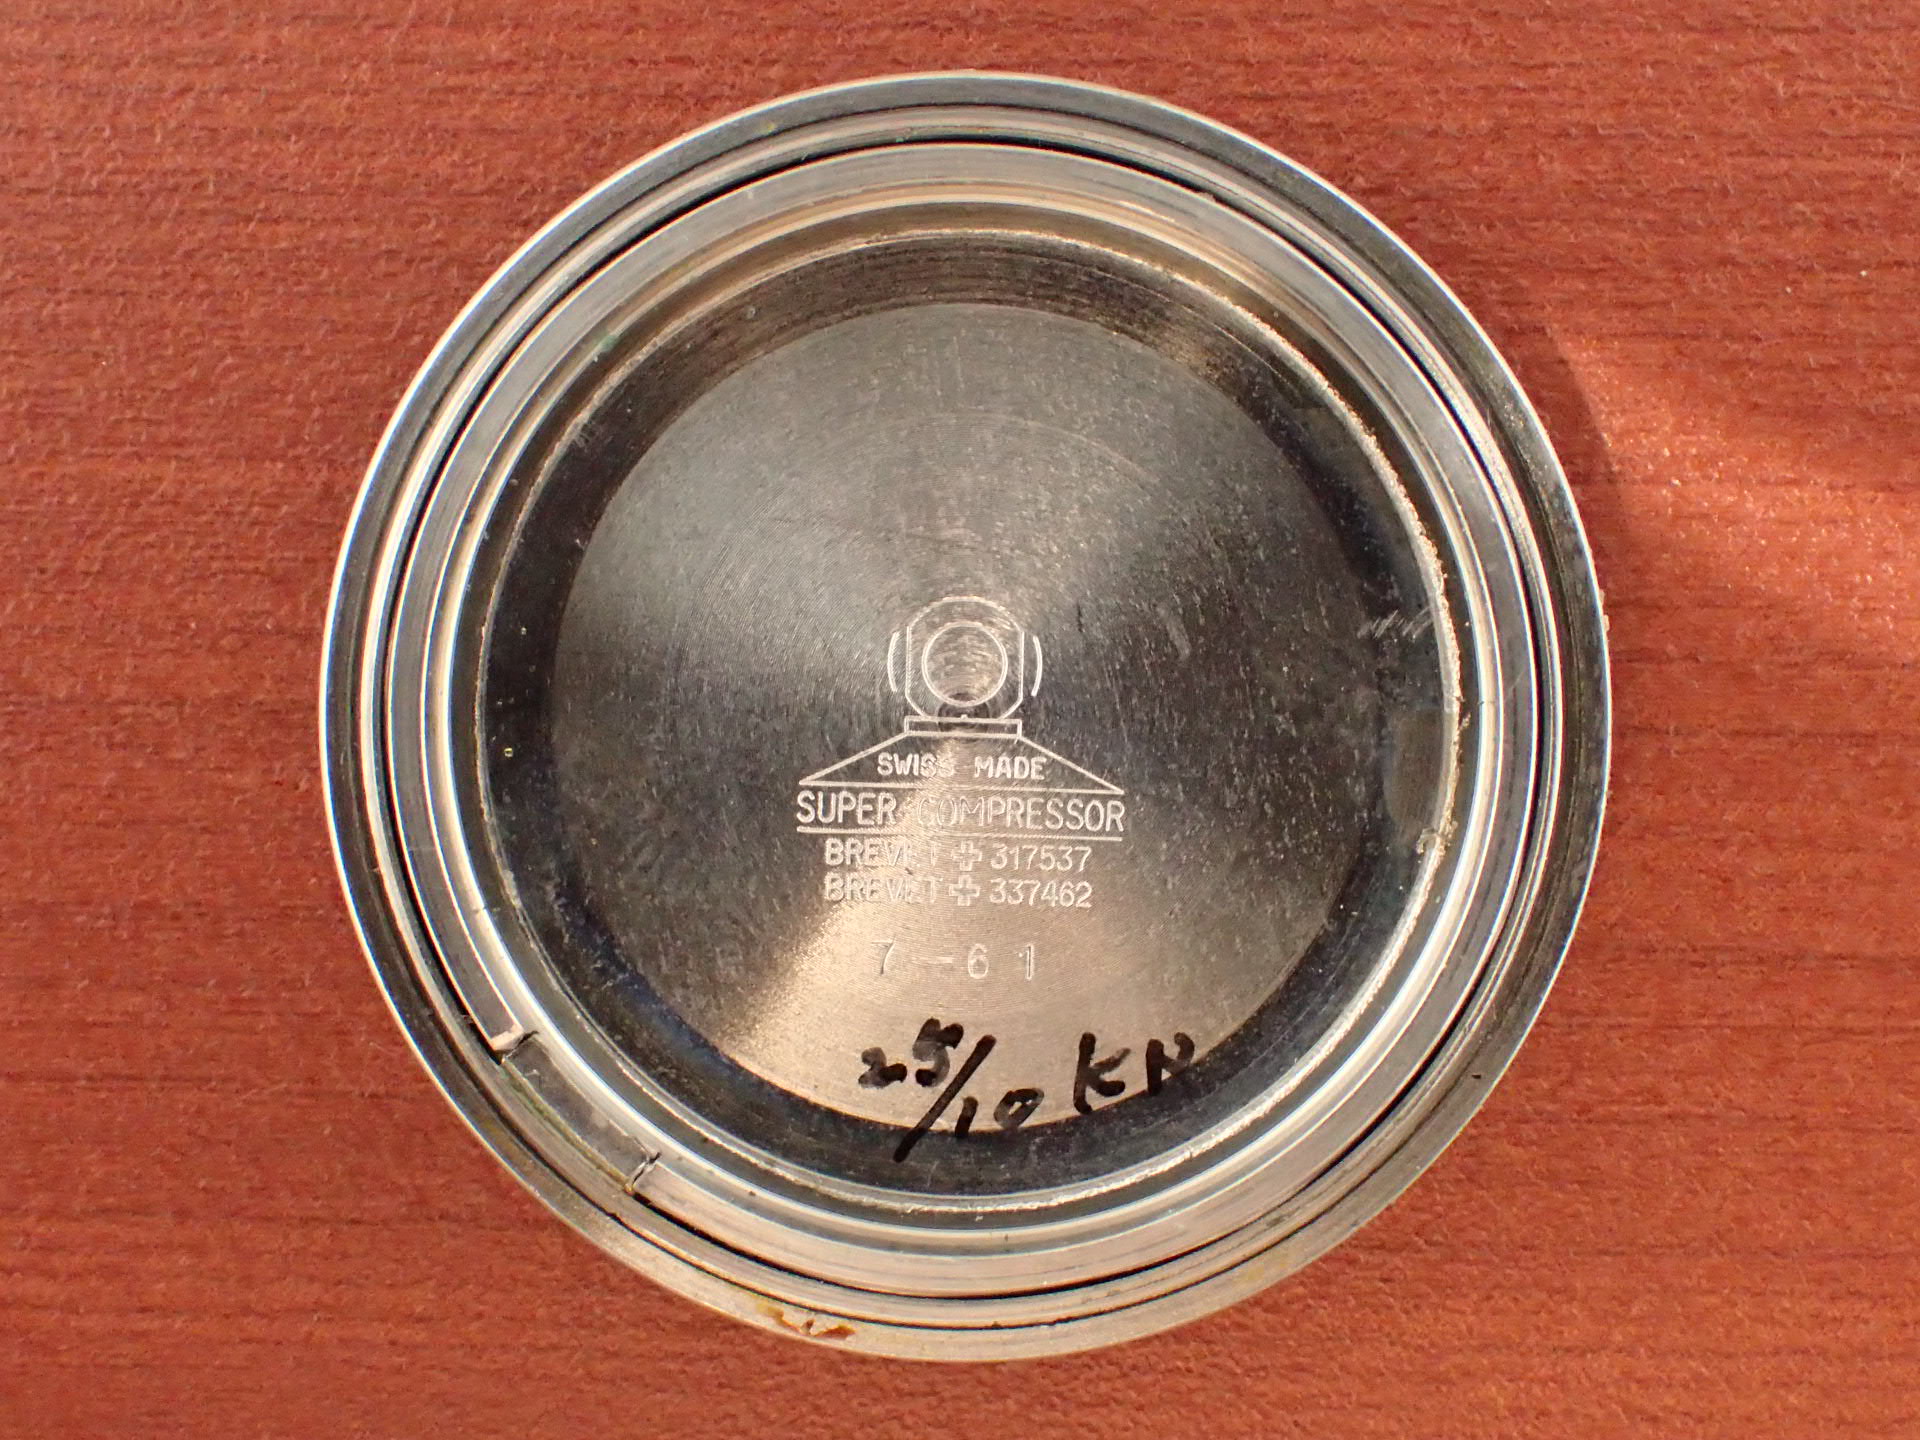 SWISS MADE
SUPER-COMPRESSOR
BREVET ✚ 317537
BREVET ✚ 337462
7 - 6 1
25/10 KN